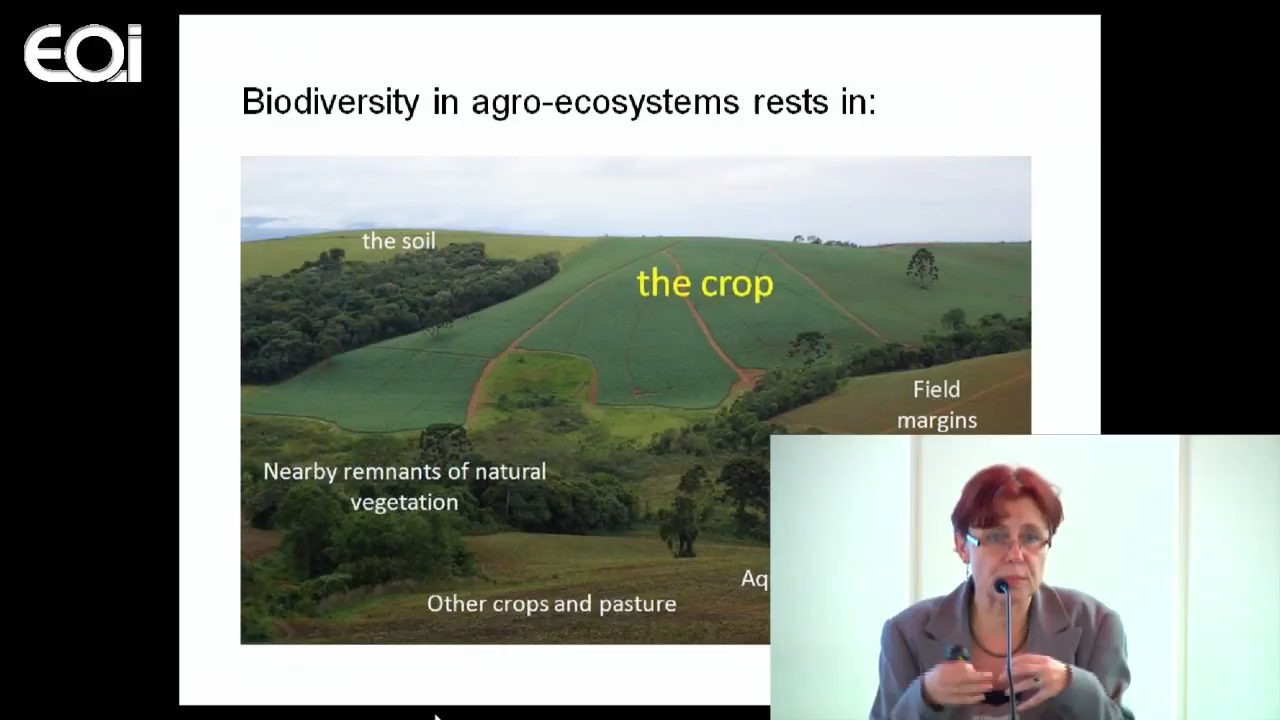 EOi
Biodiversity in agro-ecosystems rests in:
the soil
the crop
Field
margins
Nearby remnants of natural
vegetation
Aq
Other crops and pasture